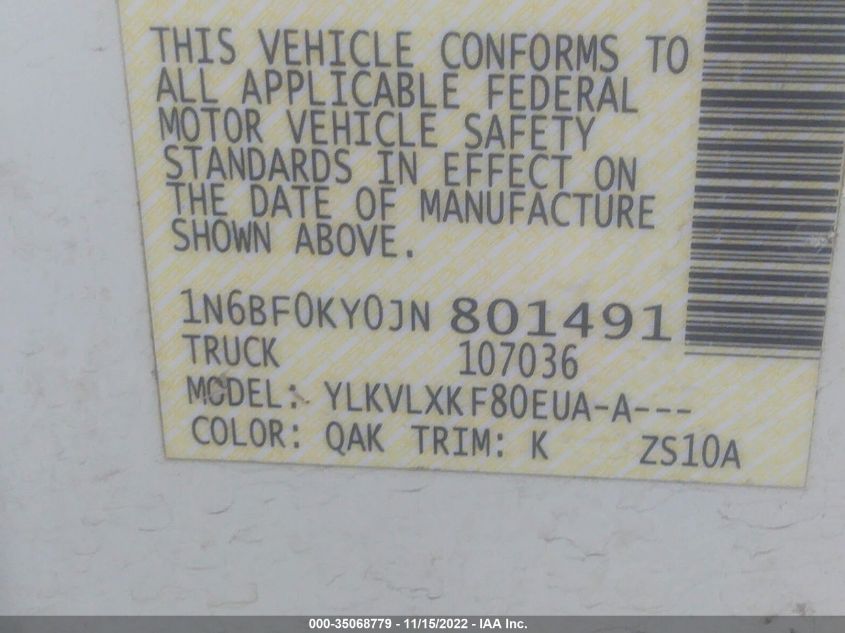 THIS VEHICLE CONFORMS TO
ALL APPLICABLE FEDERAL
MOTOR VEHICLE SAFETY
STANDARDS IN EFFECT ON
THE DATE OF MANUFACTURE
SHOWN ABOVE.
1N6BF0KY0JN 801491
TRUCK 107036
MODEL: YLKVLXKF80EUA-A---
COLOR: QAK TRIM: K ZS10A
000-35068779 - 11/15/2022 - IAA Inc.